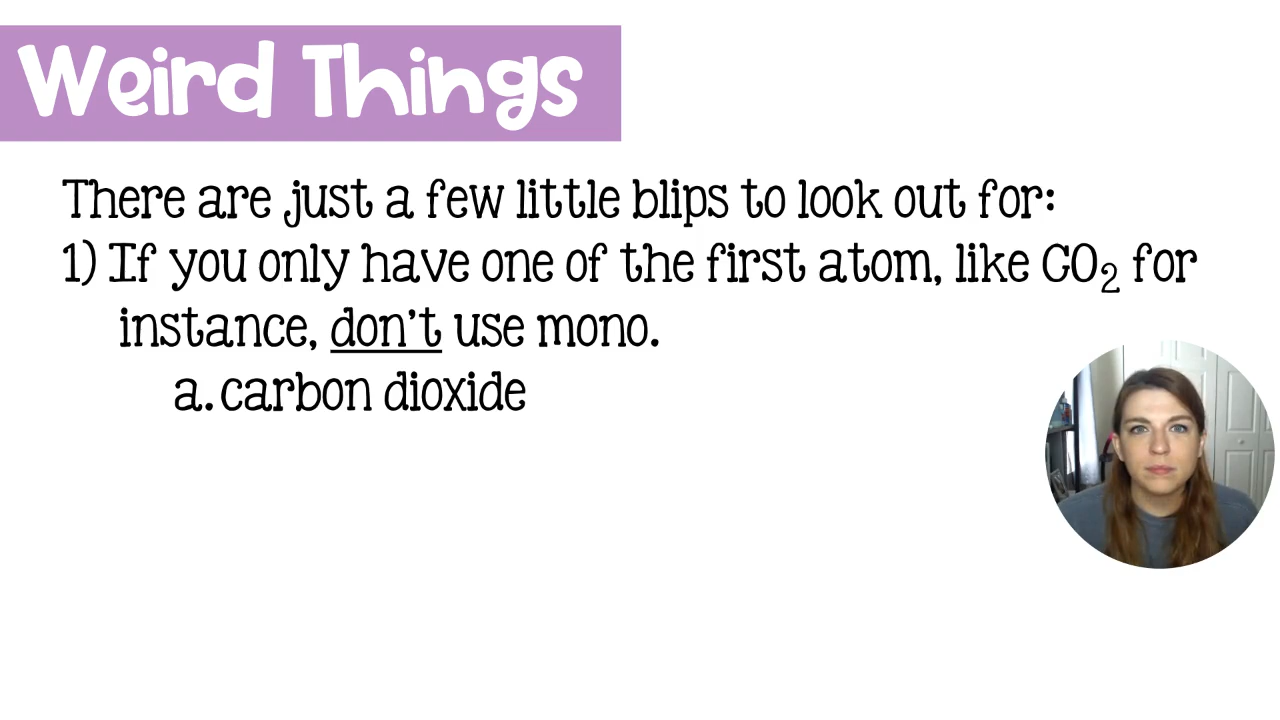 Weird Things
There are just a few little blips to look out for:
1) If you only have one of the first atom, like CO₂ for
instance, don't use mono.
a. carbon dioxide